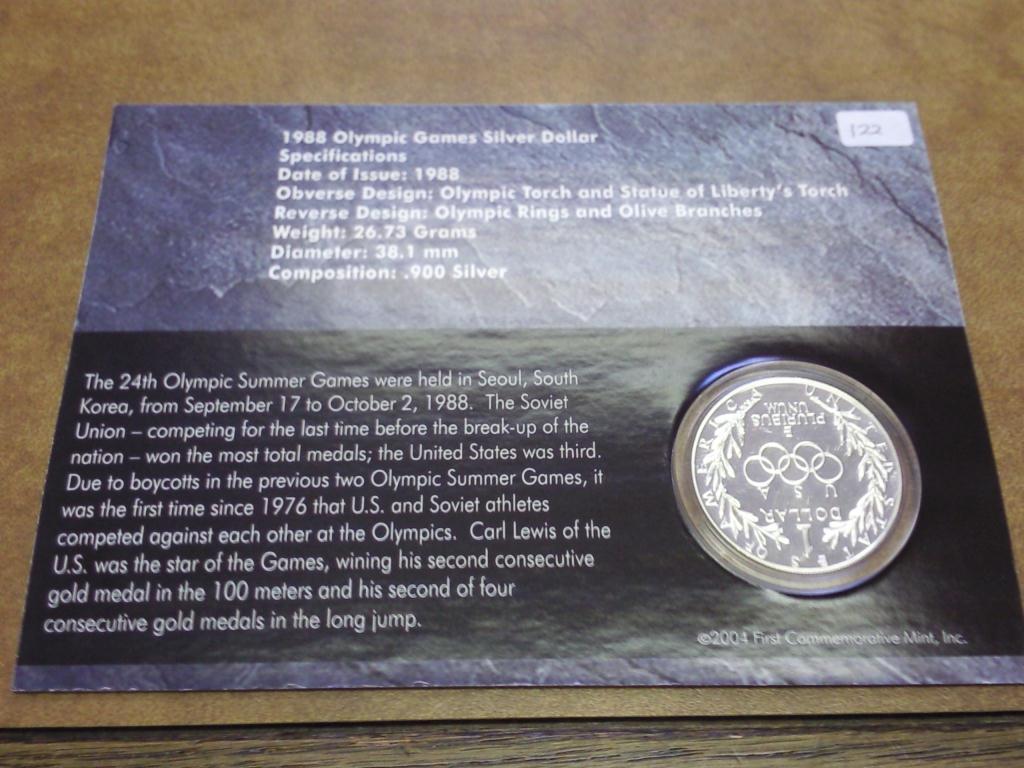 122
1988 Olympic Games Silver Dollar
Specifications
Date of Issue: 1988
Obverse Design: Olympic Torch and Statue of Liberty's Torch
Reverse Design: Olympic Rings and Olive Branches
Weight: 26.73 Grams
Diameter: 38.1 mm
Composition: .900 Silver
The 24th Olympic Summer Games were held in Seoul, South
Korea, from September 17 to October 2, 1988. The Soviet
Union – competing for the last time before the break-up of the
nation – won the most total medals; the United States was third.
Due to boycotts in the previous two Olympic Summer Games, it
was the first time since 1976 that U.S. and Soviet athletes
competed against each other at the Olympics. Carl Lewis of the
U.S. was the star of the Games, wining his second consecutive
gold medal in the 100 meters and his second of four
consecutive gold medals in the long jump.
UNITED STATES OF AMERICA
1
DOLLAR
USA
E
PLURIBUS
UNUM
©2004 First Commemorative Mint, Inc.